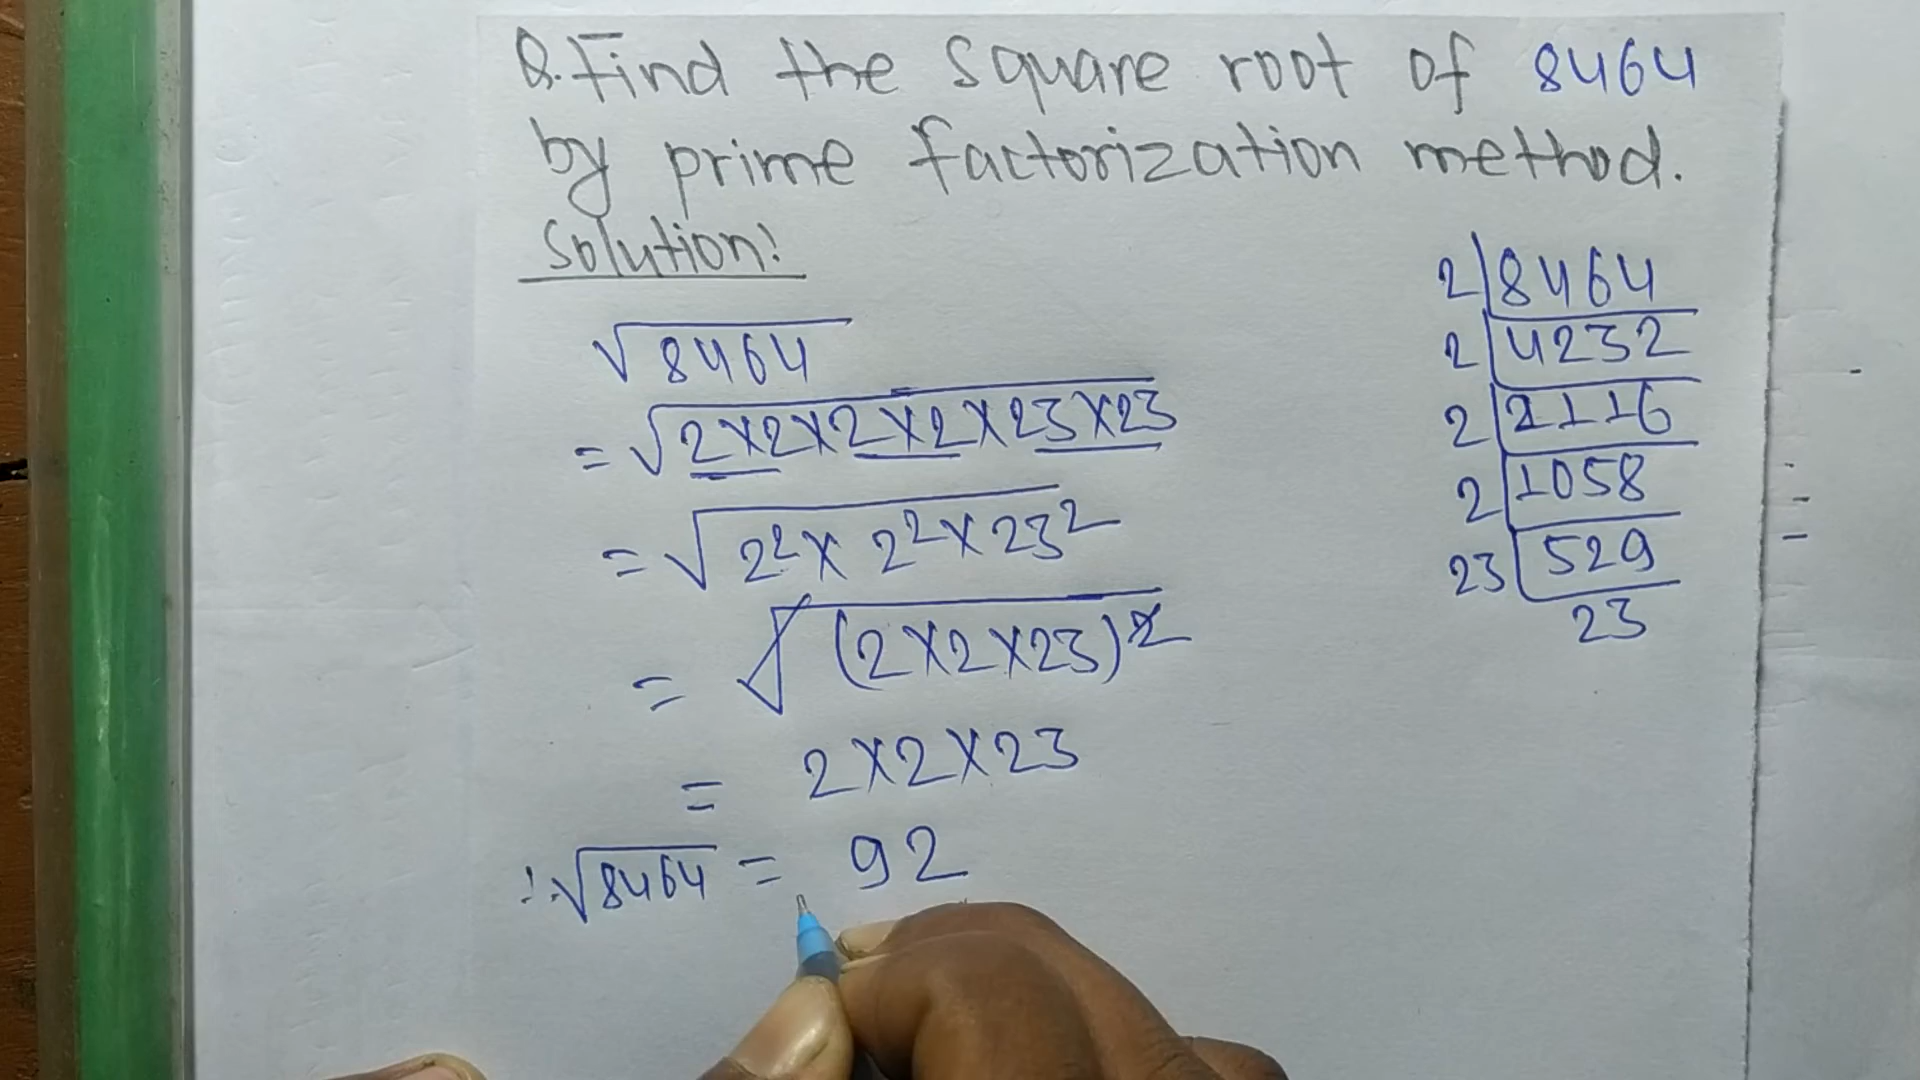 Q. Find the square root of 8464
by prime factorization method.
Solution:
√8464
= √2×2×2×2×23×23
= √2²×2²×23²
= √(2×2×23)²
= 2×2×23
∴ √8464 = 92
2|8464
2|4232
2|2116
2|1058
23|529
23